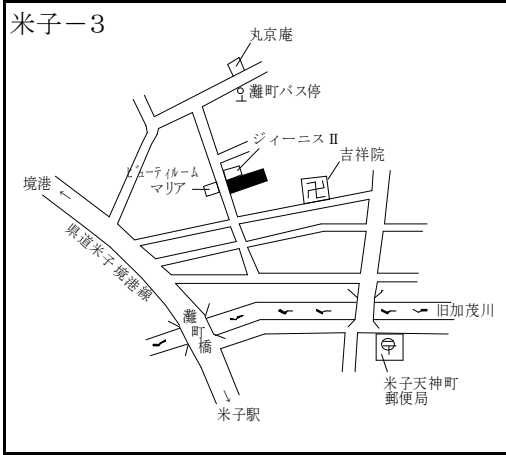 米子－3
丸京庵
灘町バス停
ジィーニスⅡ
吉祥院
ビューティルーム
マリア
境港
←
県道米子境港線
灘町橋
旧加茂川
米子天神町
郵便局
→
米子駅